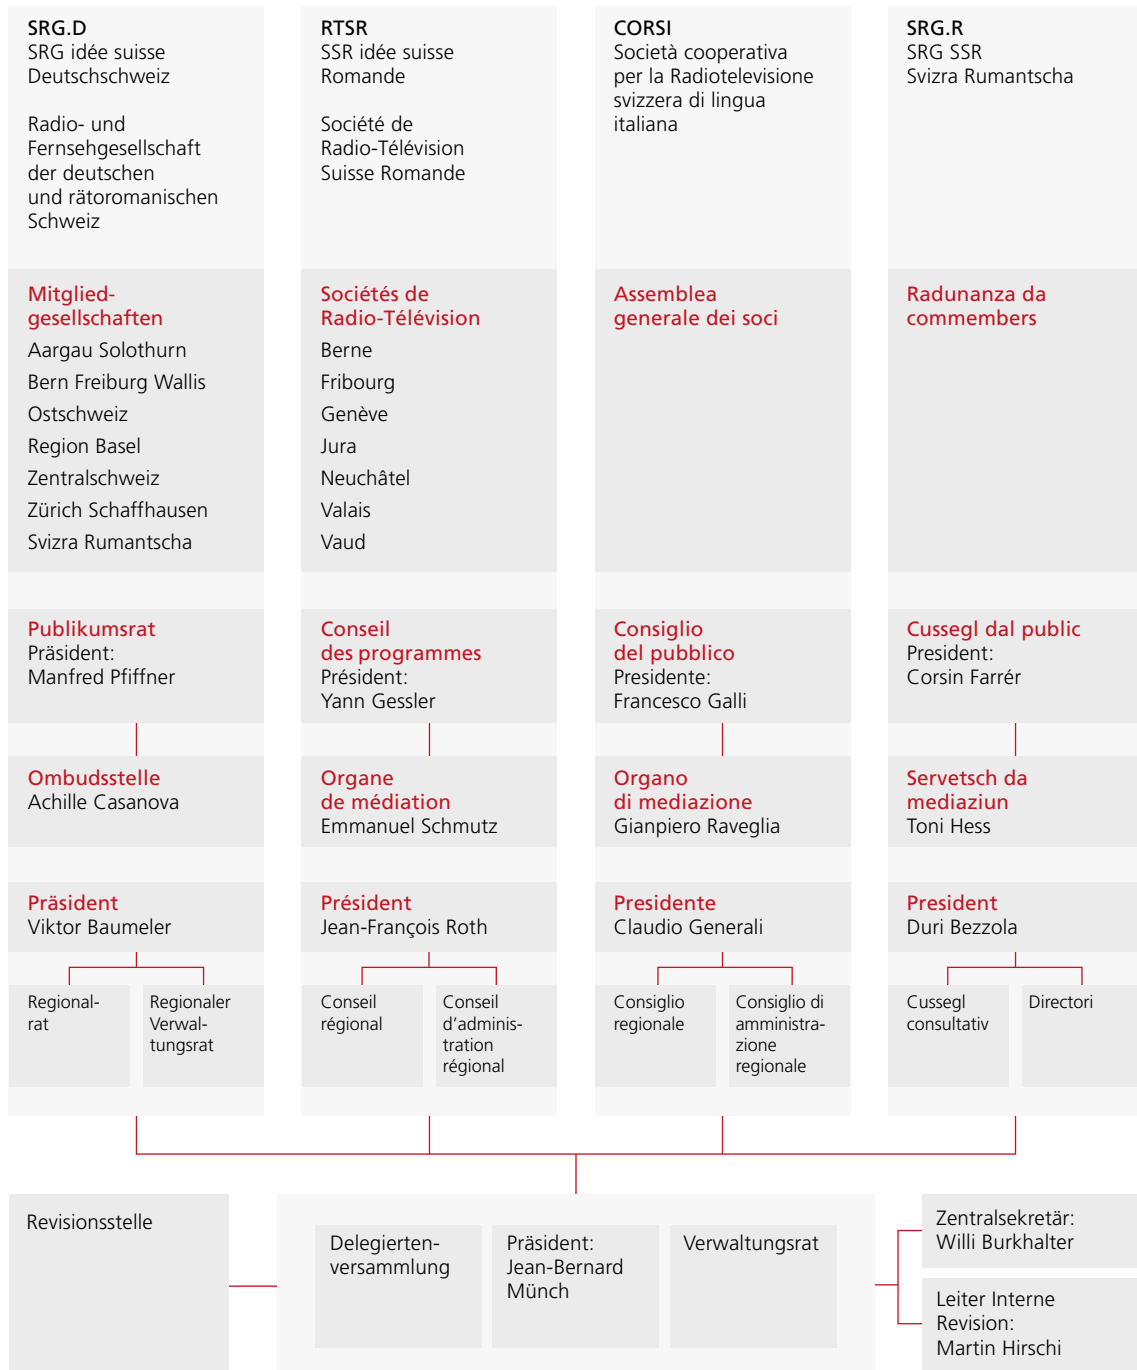 SRG.D
SRG idée suisse
Deutschschweiz
Radio- und
Fernsehgesellschaft
der deutschen
und rätoromanischen
Schweiz
RTSR
SSR idée suisse
Romande
Société de
Radio-Télévision
Suisse Romande
CORSI
Società cooperativa
per la Radiotelevisione
svizzera di lingua
italiana
SRG.R
SRG SSR
Svizra Rumantscha
Mitglied-
gesellschaften
Aargau Solothurn
Bern Freiburg Wallis
Ostschweiz
Region Basel
Zentralschweiz
Zürich Schaffhausen
Svizra Rumantscha
Sociétés de
Radio-Télévision
Berne
Fribourg
Genève
Jura
Neuchâtel
Valais
Vaud
Assemblea
generale dei soci
Radunanza da
commembers
Publikumsrat
Präsident:
Manfred Pfiffner
Conseil
des programmes
Président:
Yann Gessler
Consiglio
del pubblico
Presidente:
Francesco Galli
Cussegl dal public
President:
Corsin Farrér
Ombudsstelle
Achille Casanova
Organe
de médiation
Emmanuel Schmutz
Organo
di mediazione
Gianpiero Raveglia
Servetsch da
mediaziun
Toni Hess
Präsident
Viktor Baumeler
Président
Jean-François Roth
Presidente
Claudio Generali
President
Duri Bezzola
Regional-
rat
Regionaler
Verwal-
tungsrat
Conseil
régional
Conseil
d'adminis-
tration
régional
Consiglio
regionale
Consiglio di
amministra-
zione
regionale
Cussegl
consultativ
Directori
Revisionsstelle
Delegierten-
versammlung
Präsident:
Jean-Bernard
Münch
Verwaltungsrat
Zentralsekretär:
Willi Burkhalter
Leiter Interne
Revision:
Martin Hirschi